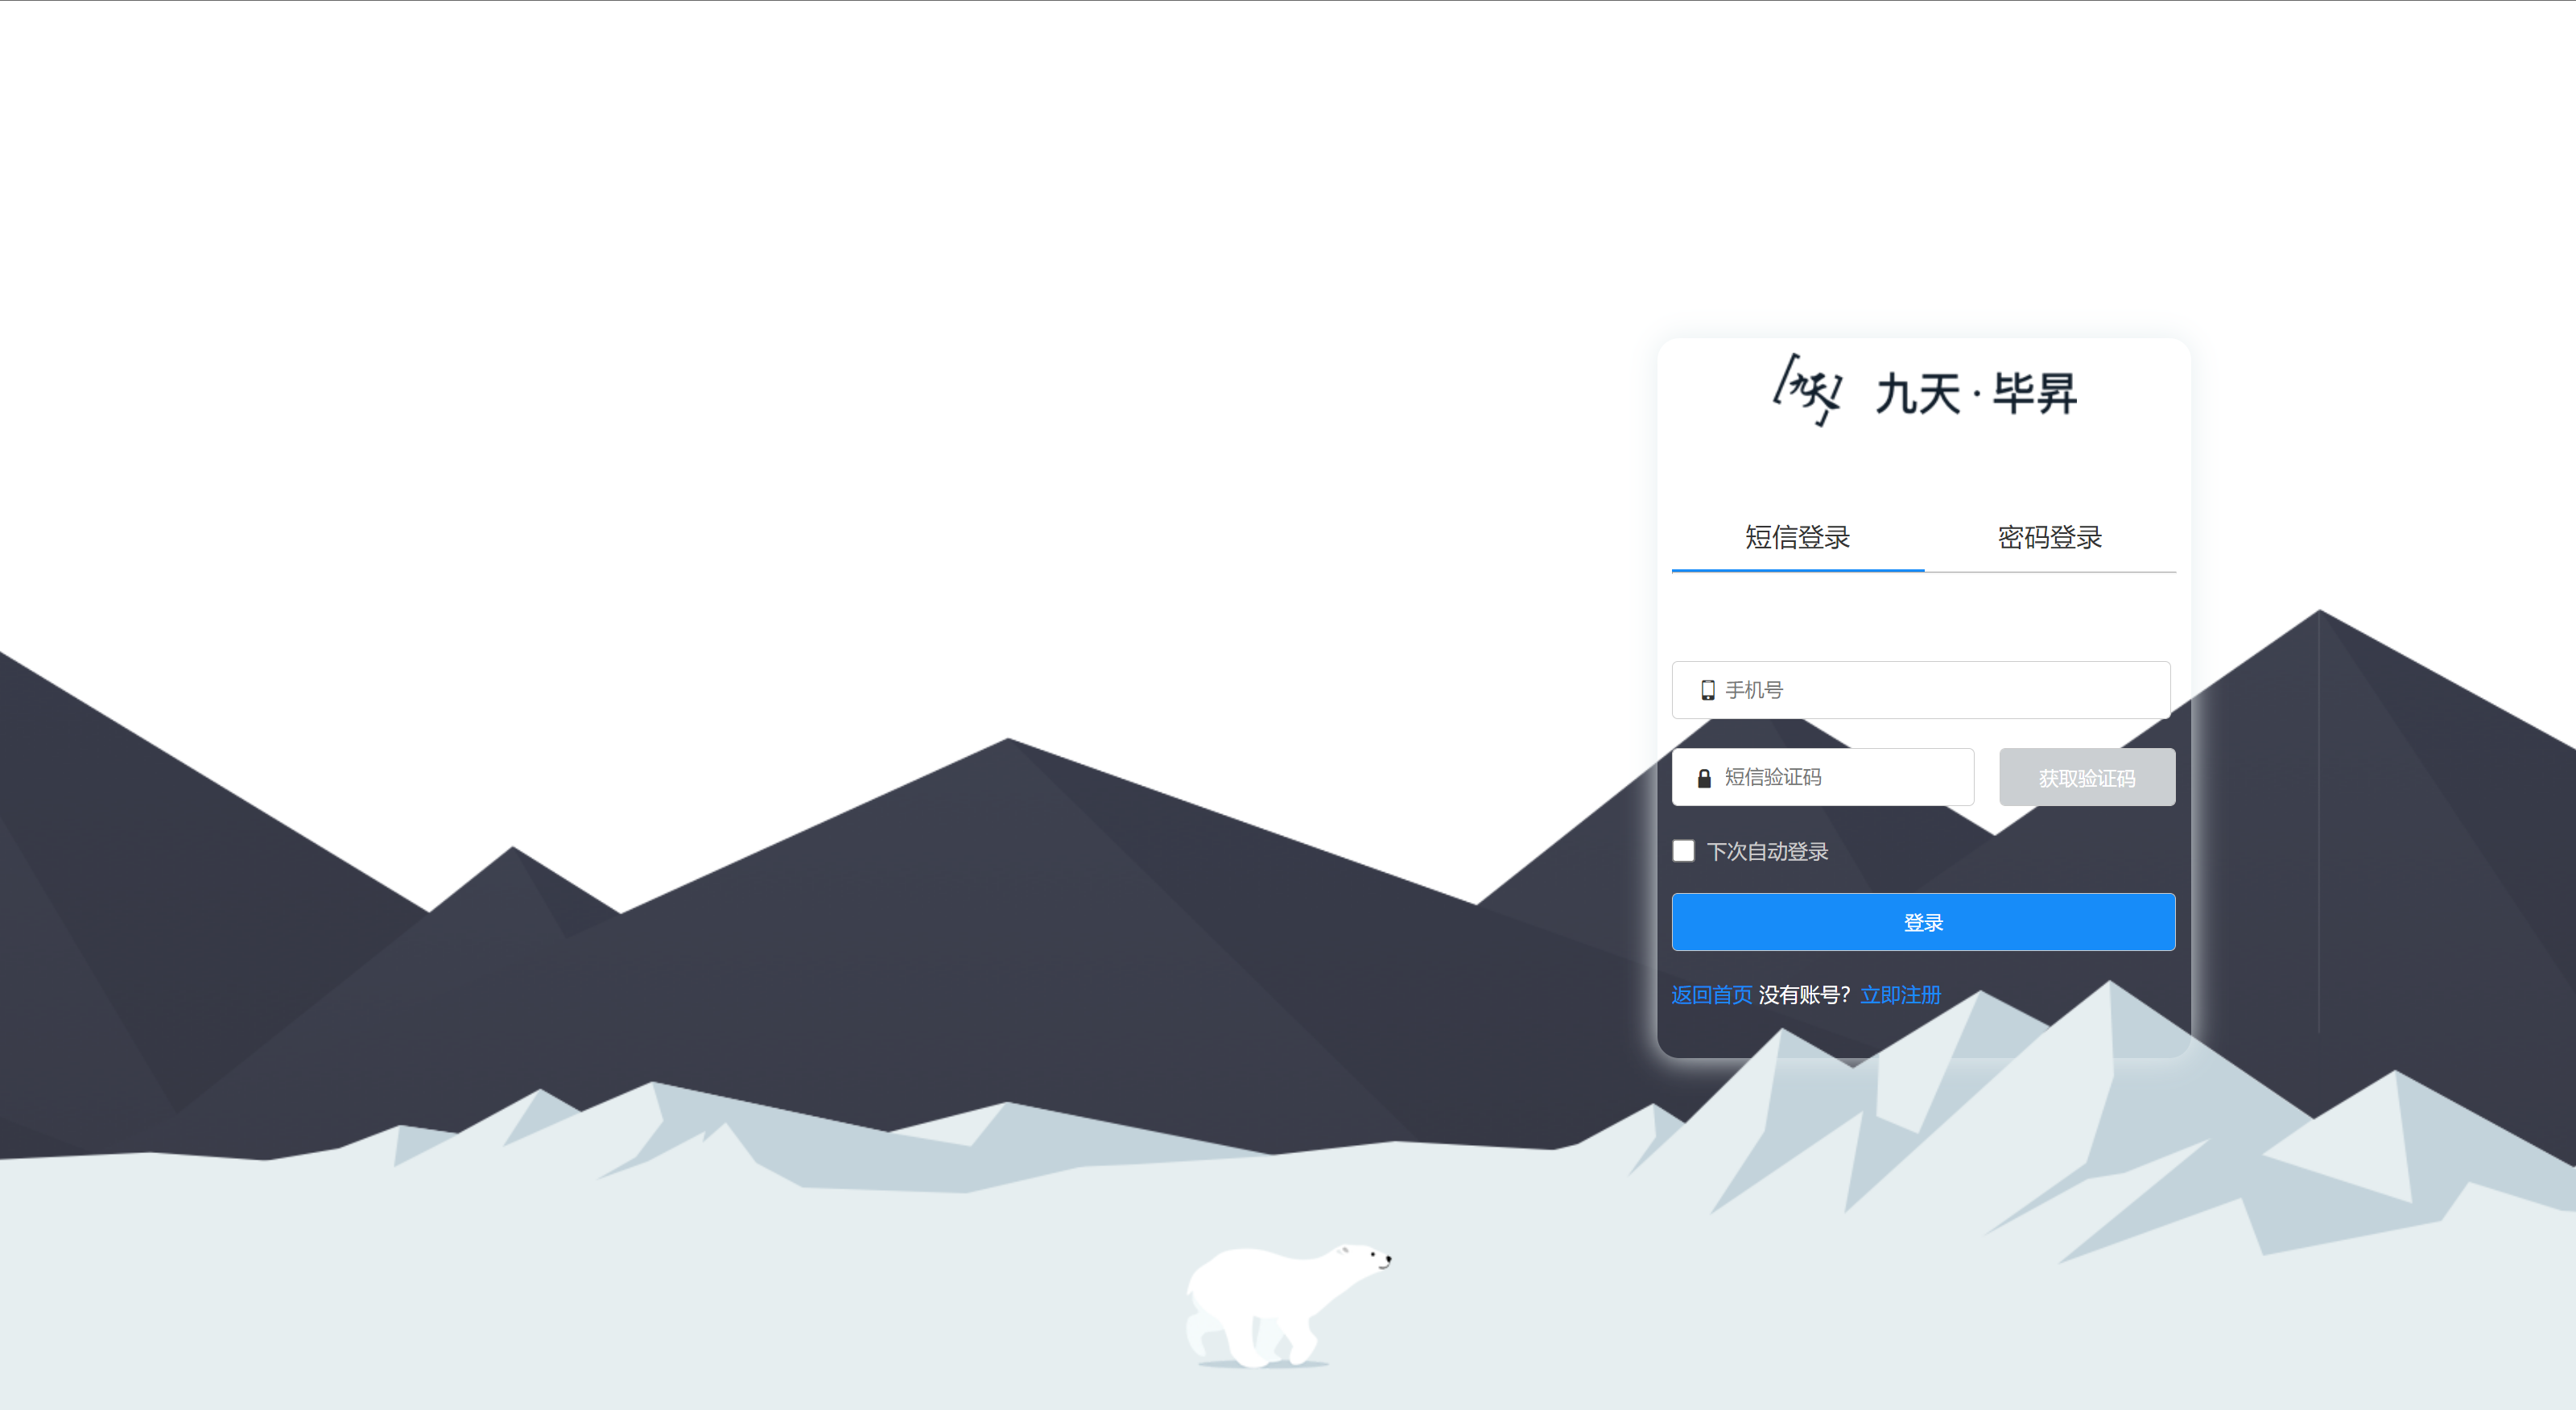 九天·毕昇
短信登录 密码登录
手机号
短信验证码 获取验证码
下次自动登录
登录
返回首页 没有账号? 立即注册